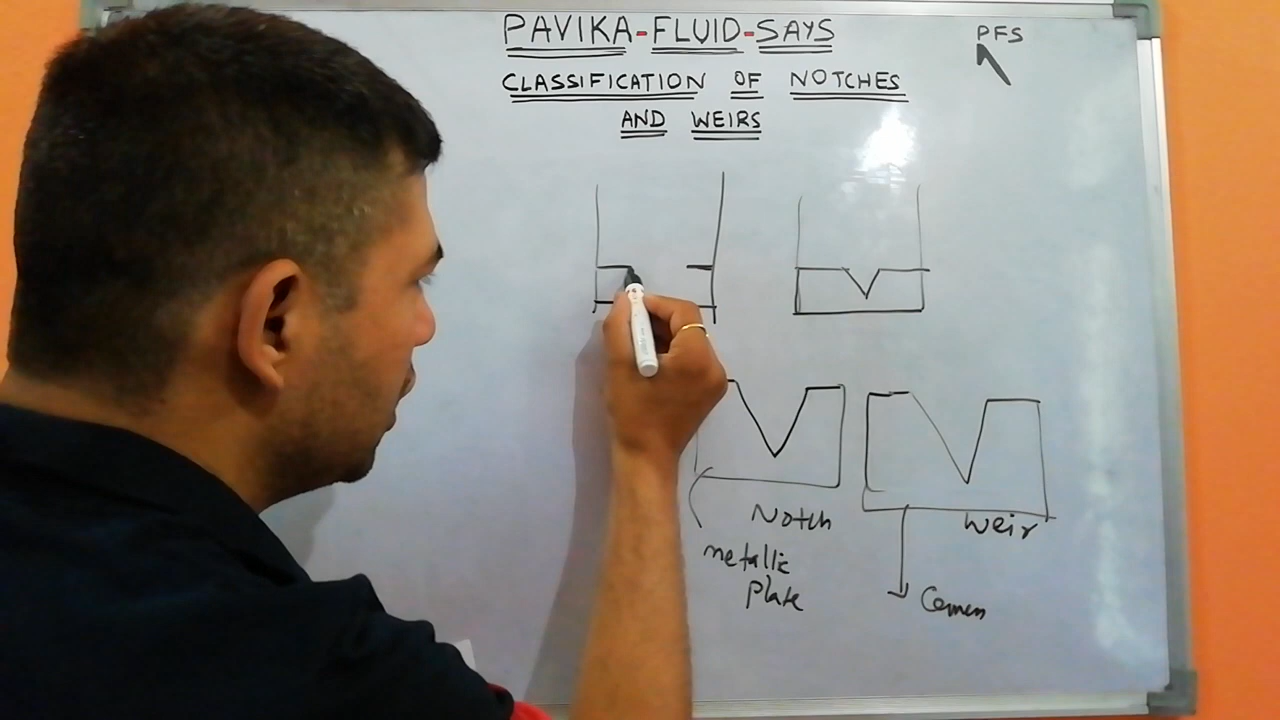 PAVIKA-FLUID-SAYS
PFS
CLASSIFICATION OF NOTCHES
AND WEIRS
Notch
Weir
metallic
Plate
Cemen